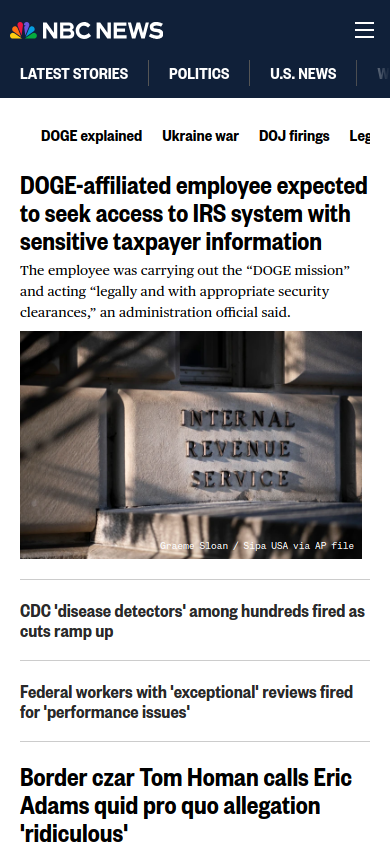 NBC NEWS
LATEST STORIES
POLITICS
U.S. NEWS
DOGE explained
Ukraine war
DOJ firings
DOGE-affiliated employee expected
to seek access to IRS system with
sensitive taxpayer information
The employee was carrying out the “DOGE mission”
and acting “legally and with appropriate security
clearances,” an administration official said.
INTERNAL
REVENUE
SERVICE
Graeme Sloan / Sipa USA via AP file
CDC 'disease detectors' among hundreds fired as
cuts ramp up
Federal workers with 'exceptional' reviews fired
for 'performance issues'
Border czar Tom Homan calls Eric
Adams quid pro quo allegation
'ridiculous'